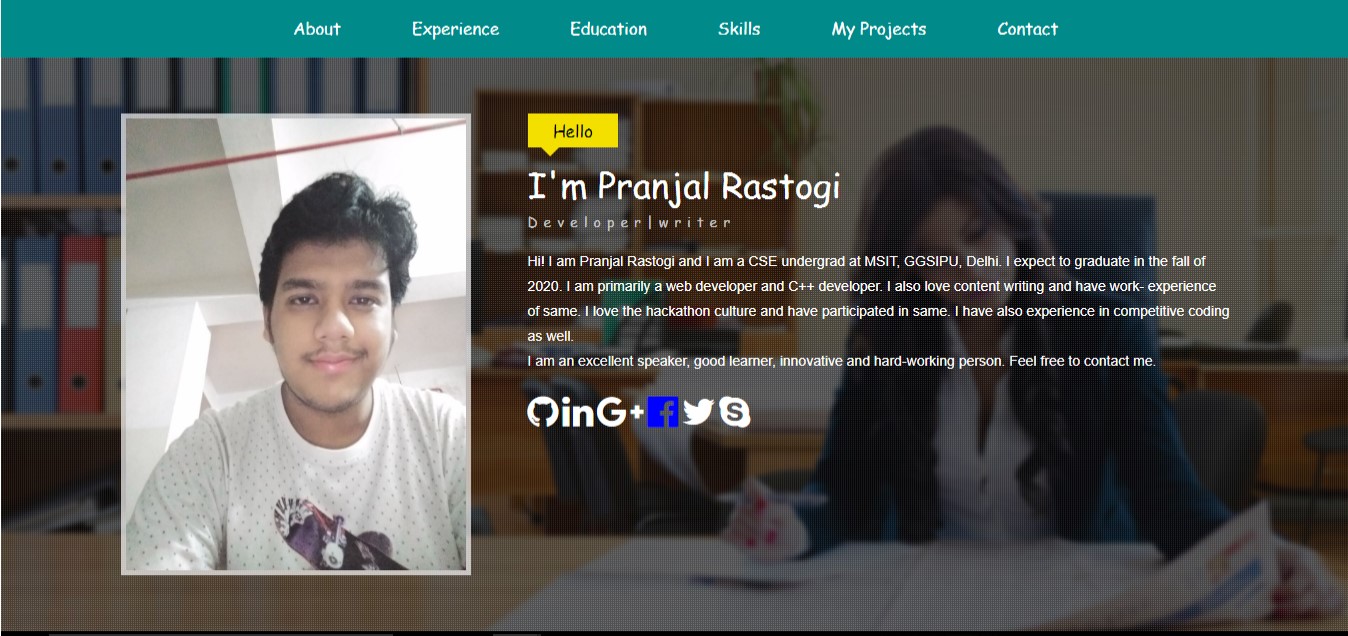 About Experience Education Skills My Projects Contact
Hello
I'm Pranjal Rastogi
Developer|writer
Hi! I am Pranjal Rastogi and I am a CSE undergrad at MSIT, GGSIPU, Delhi. I expect to graduate in the fall of
2020. I am primarily a web developer and C++ developer. I also love content writing and have work- experience
of same. I love the hackathon culture and have participated in same. I have also experience in competitive coding
as well.
I am an excellent speaker, good learner, innovative and hard-working person. Feel free to contact me.
in G+ f S